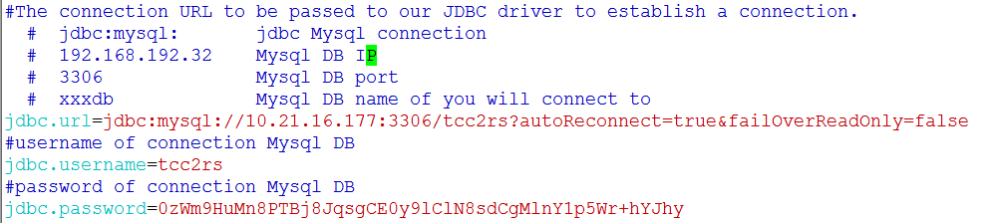 #The connection URL to be passed to our JDBC driver to establish a connection.
# jdbc:mysql: jdbc Mysql connection
# 192.168.192.32 Mysql DB IP
# 3306 Mysql DB port
# xxxdb Mysql DB name of you will connect to
jdbc.url=jdbc:mysql://10.21.16.177:3306/tcc2rs?autoReconnect=true&failOverReadOnly=false
#username of connection Mysql DB
jdbc.username=tcc2rs
#password of connection Mysql DB
jdbc.password=0zWm9HuMn8PTBj8JqsgCE0y9lClN8sdCgMlnY1p5Wr+hYJhy